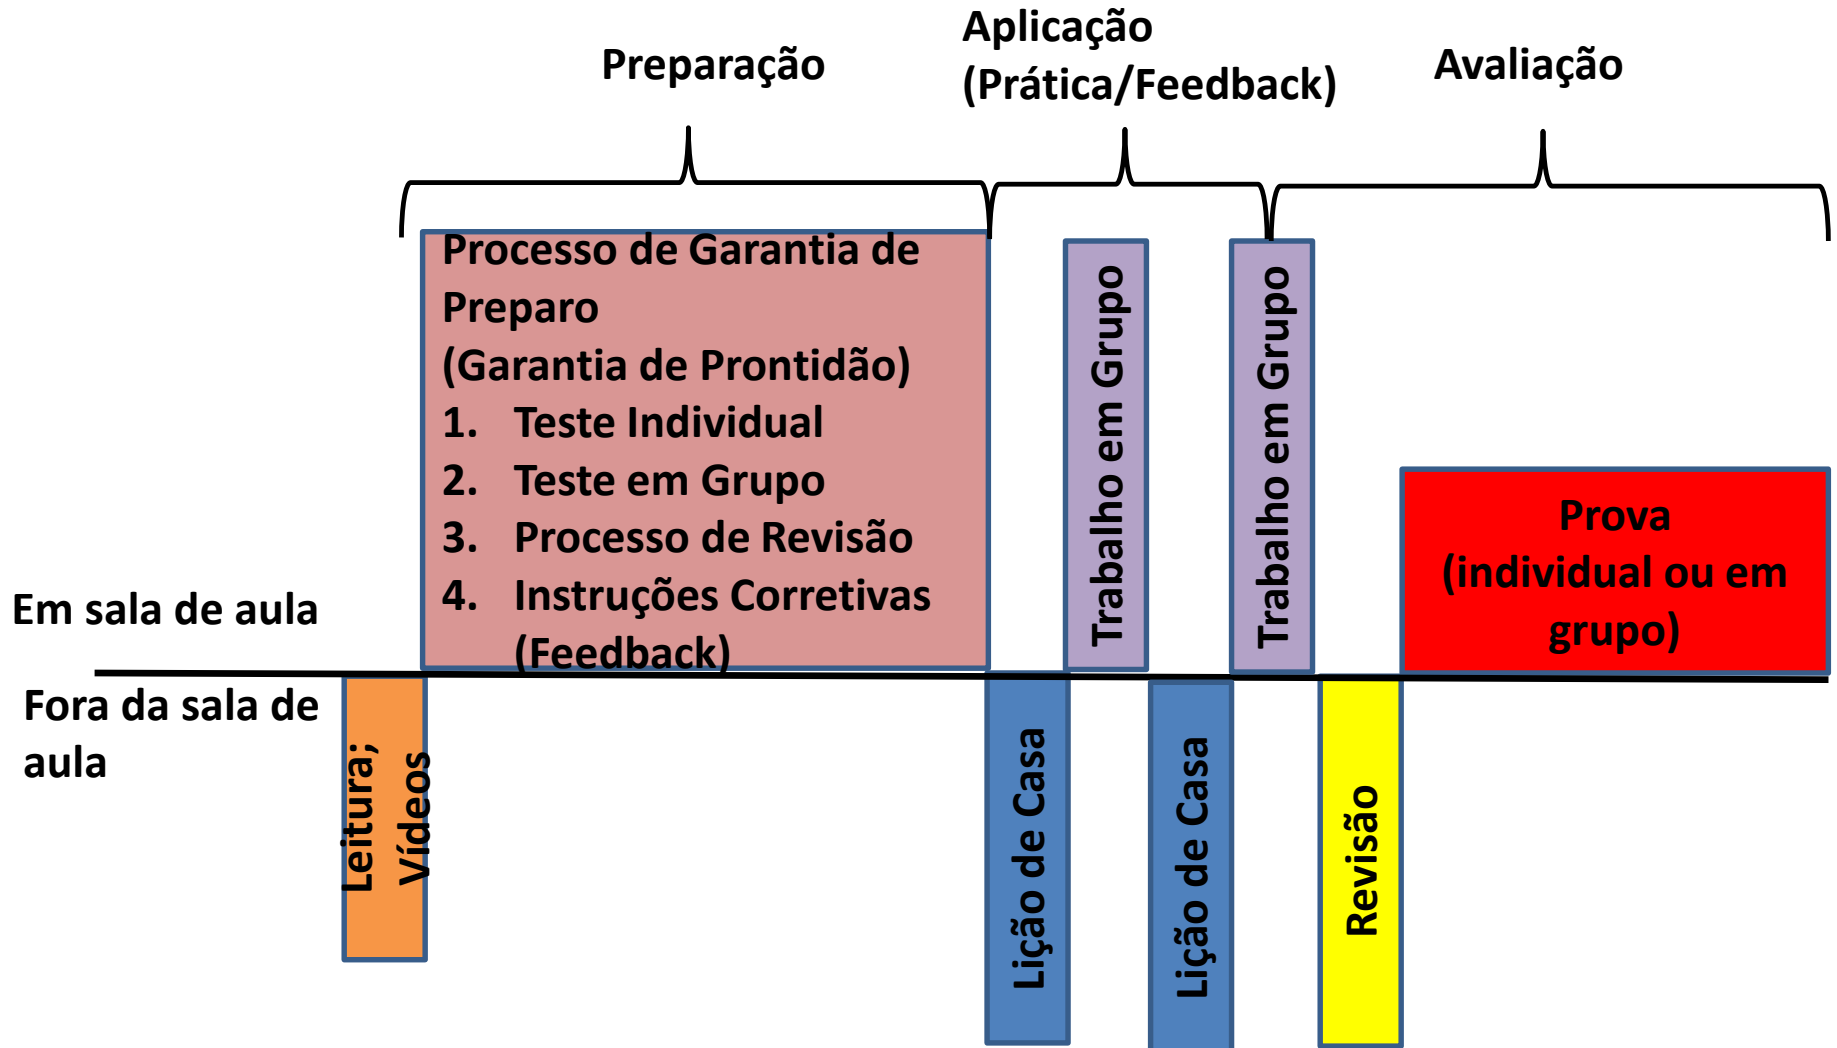 Preparação
Aplicação
(Prática/Feedback)
Avaliação
Processo de Garantia de
Preparo
(Garantia de Prontidão)
1. Teste Individual
2. Teste em Grupo
3. Processo de Revisão
4. Instruções Corretivas
(Feedback)
Trabalho em Grupo
Trabalho em Grupo
Prova
(individual ou em
grupo)
Em sala de aula
Fora da sala de
aula
Leitura;
Vídeos
Lição de Casa
Lição de Casa
Revisão